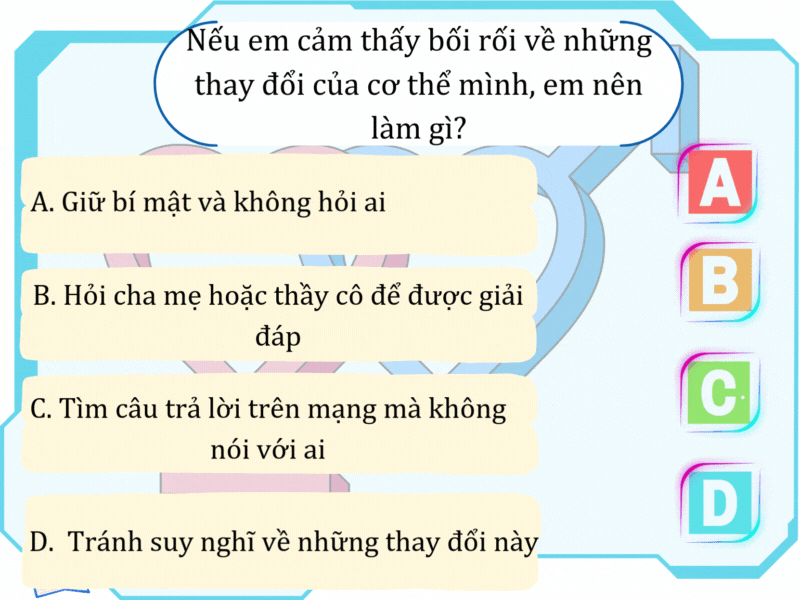 Nếu em cảm thấy bối rối về những
thay đổi của cơ thể mình, em nên
làm gì?
A. Giữ bí mật và không hỏi ai
B. Hỏi cha mẹ hoặc thầy cô để được giải
đáp
C. Tìm câu trả lời trên mạng mà không
nói với ai
D. Tránh suy nghĩ về những thay đổi này
A
B
C
D